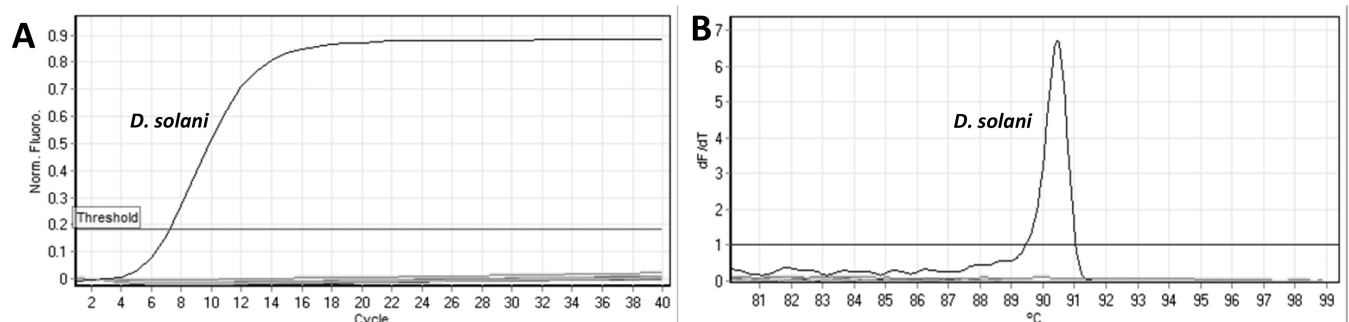 A
Norm. Fluoro.
0.9
0.8
0.7
0.6
0.5
0.4
0.3
0.2
0.1
0
D. solani
Threshold
2 4 6 8 10 12 14 16 18 20 22 24 26 28 30 32 34 36 38 40
Cycle
B
dF/dT
7
6
5
4
3
2
1
0
D. solani
81 82 83 84 85 86 87 88 89 90 91 92 93 94 95 96 97 98 99
ºC